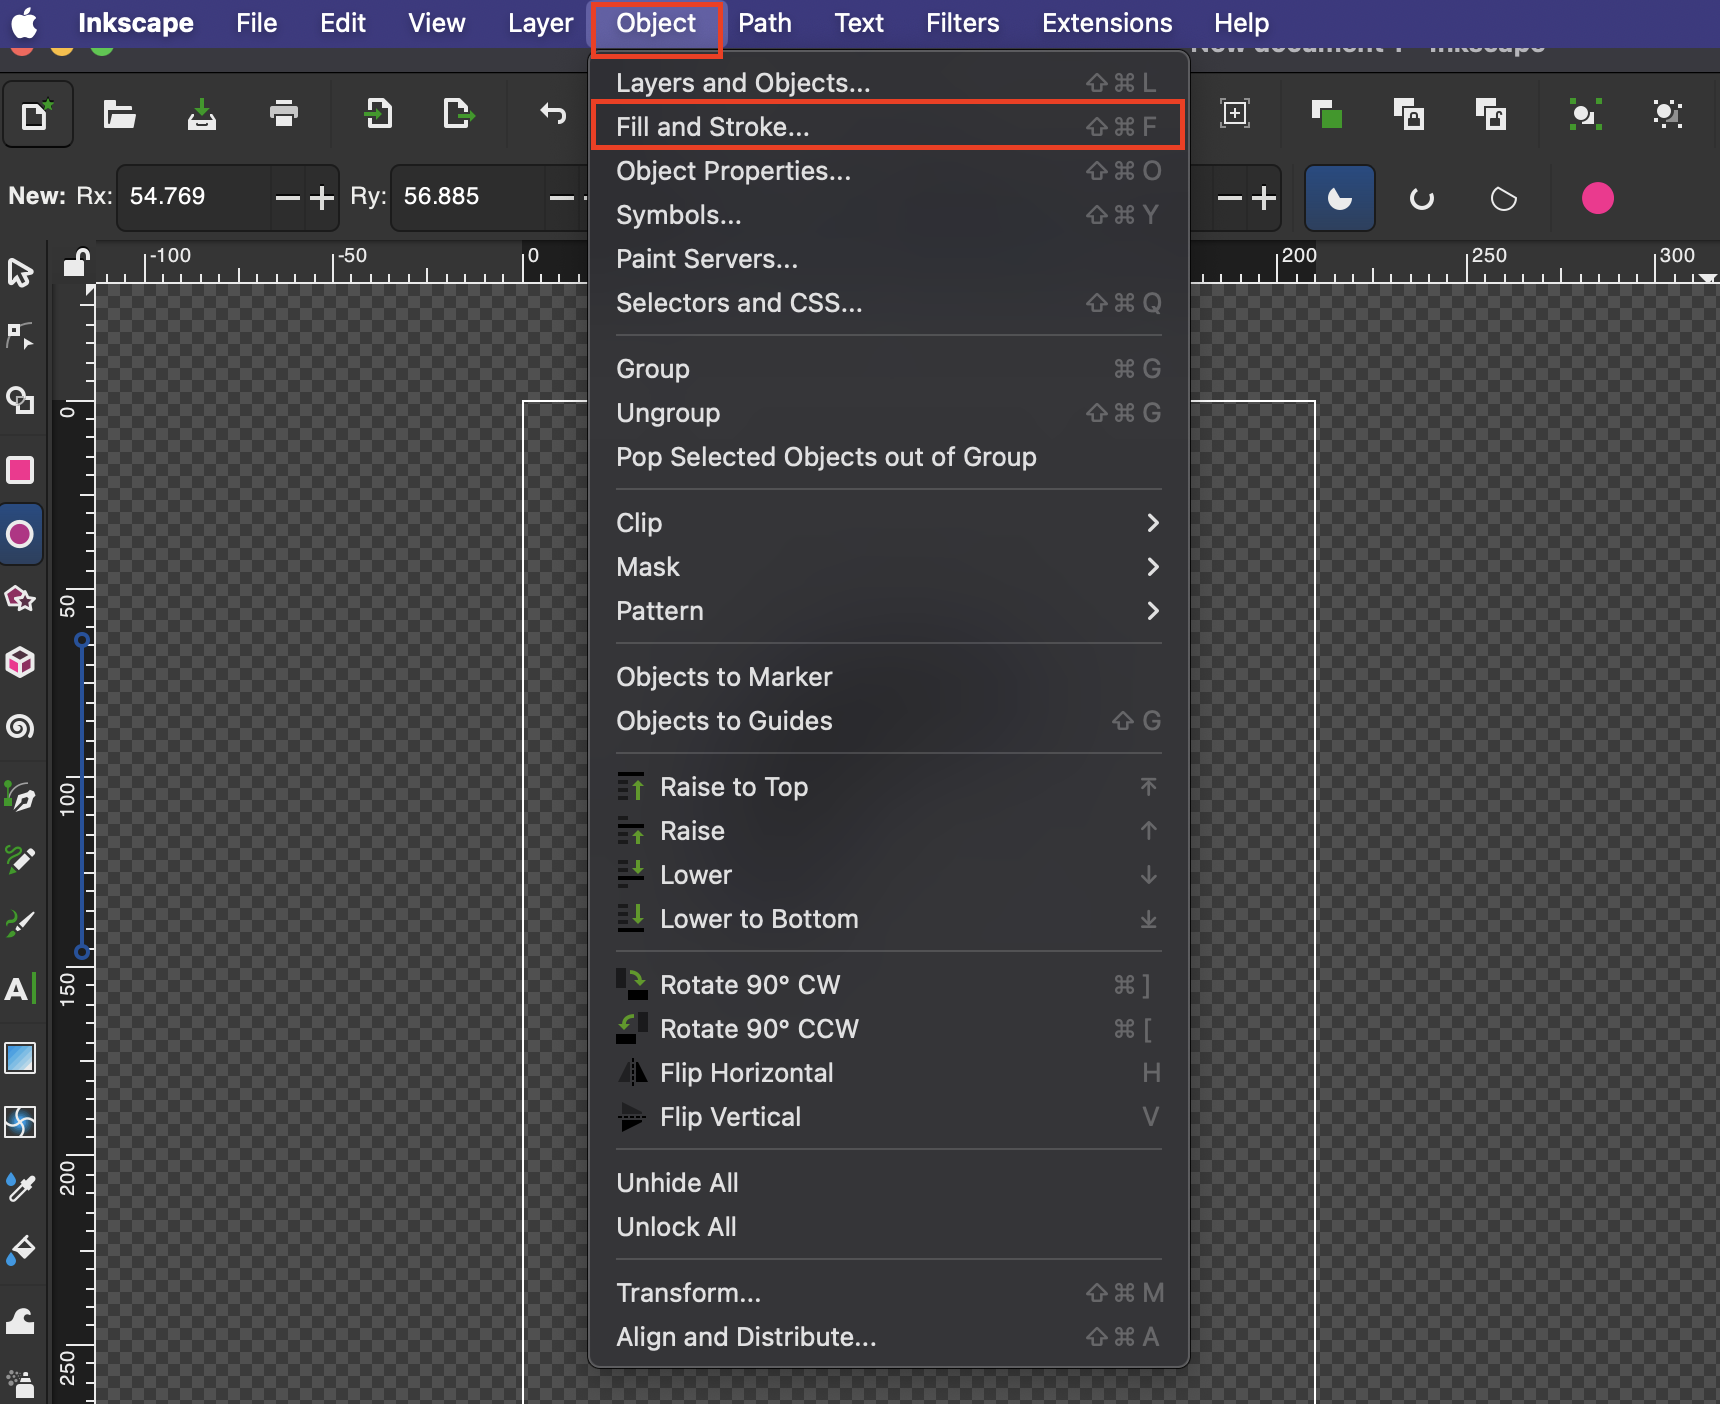 Inkscape File Edit View Layer Object Path Text Filters Extensions Help
New document 1 - Inkscape
New: Rx: 54.769 Ry: 56.885
-100 -50 0 200 250 300
0
50
100
150
200
250
Layers and Objects... ⇧⌘L
Fill and Stroke... ⇧⌘F
Object Properties... ⇧⌘O
Symbols... ⇧⌘Y
Paint Servers...
Selectors and CSS... ⇧⌘Q
Group ⌘G
Ungroup ⇧⌘G
Pop Selected Objects out of Group
Clip
Mask
Pattern
Objects to Marker
Objects to Guides ⇧G
Raise to Top
Raise ↑
Lower ↓
Lower to Bottom
Rotate 90° CW ⌘]
Rotate 90° CCW ⌘[
Flip Horizontal H
Flip Vertical V
Unhide All
Unlock All
Transform... ⇧⌘M
Align and Distribute... ⇧⌘A